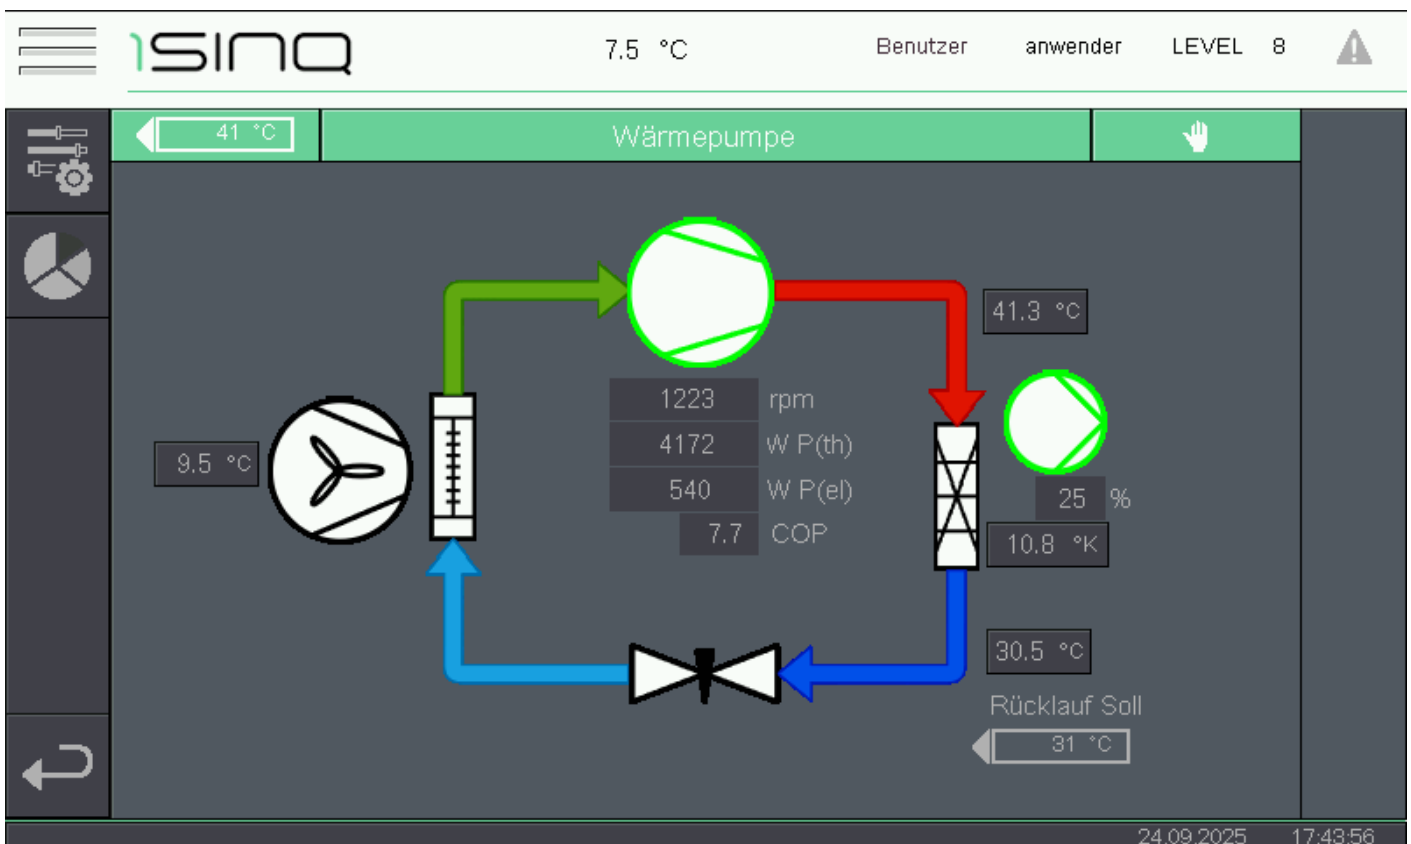 1SINQ
7.5 °C
Benutzer anwender LEVEL 8
41 °C
Wärmepumpe
41.3 °C
1223 rpm
4172 W P(th)
9.5 °C
540 W P(el)
25 %
7.7 COP
10.8 °K
30.5 °C
Rücklauf Soll
31 °C
24.09.2025 17:43:56